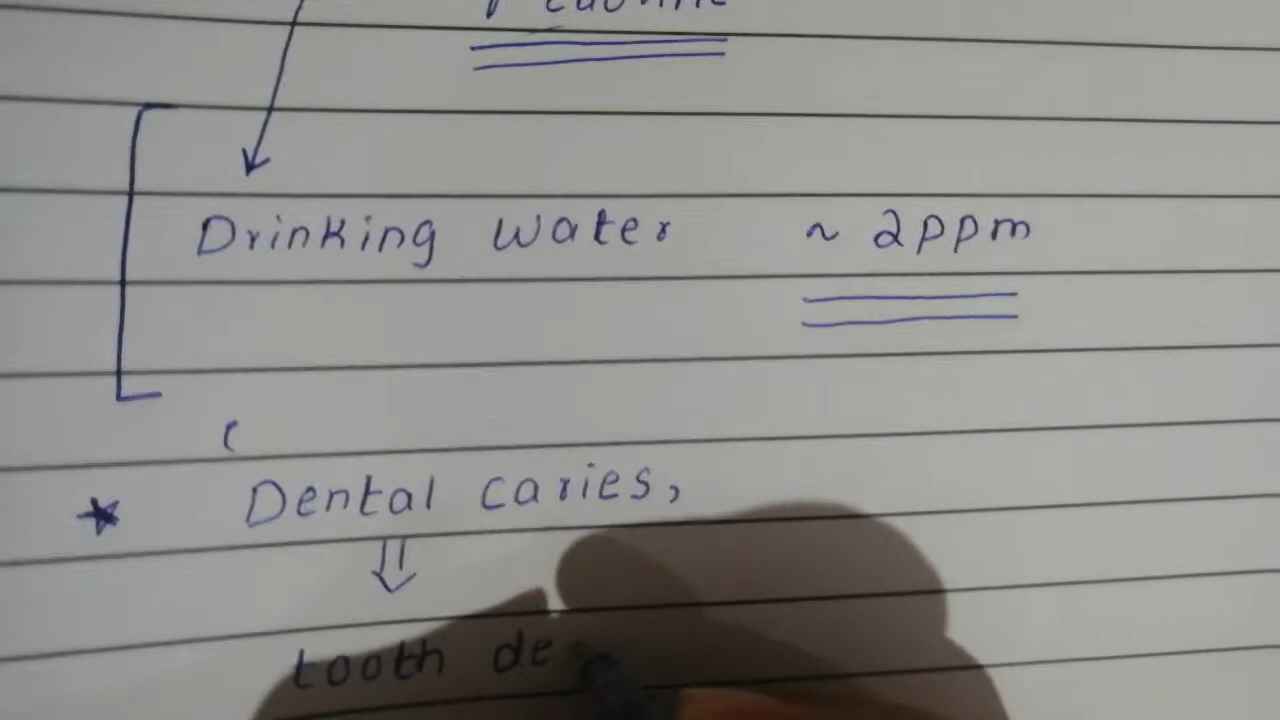 Drinking water ~ 2ppm
* Dental caries,
⇓
tooth de